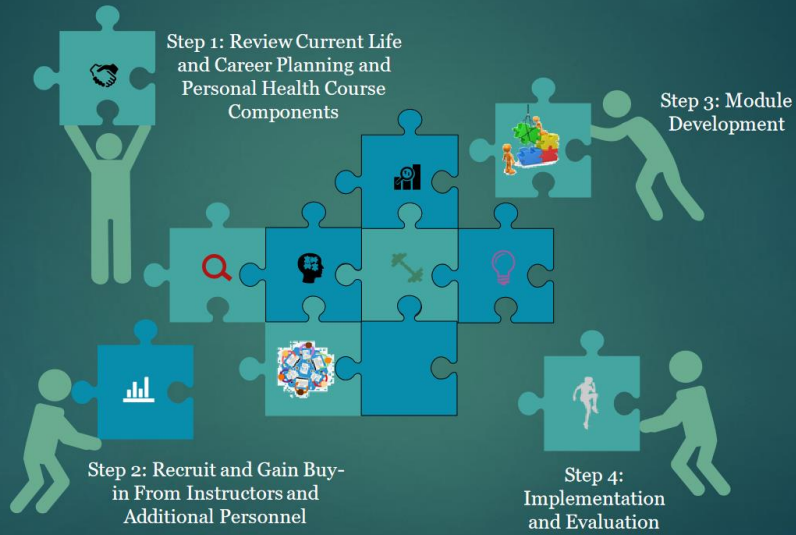 Step 1: Review Current Life
and Career Planning and
Personal Health Course
Components
Step 3: Module
Development
Step 2: Recruit and Gain Buy-
in From Instructors and
Additional Personnel
Step 4:
Implementation
and Evaluation